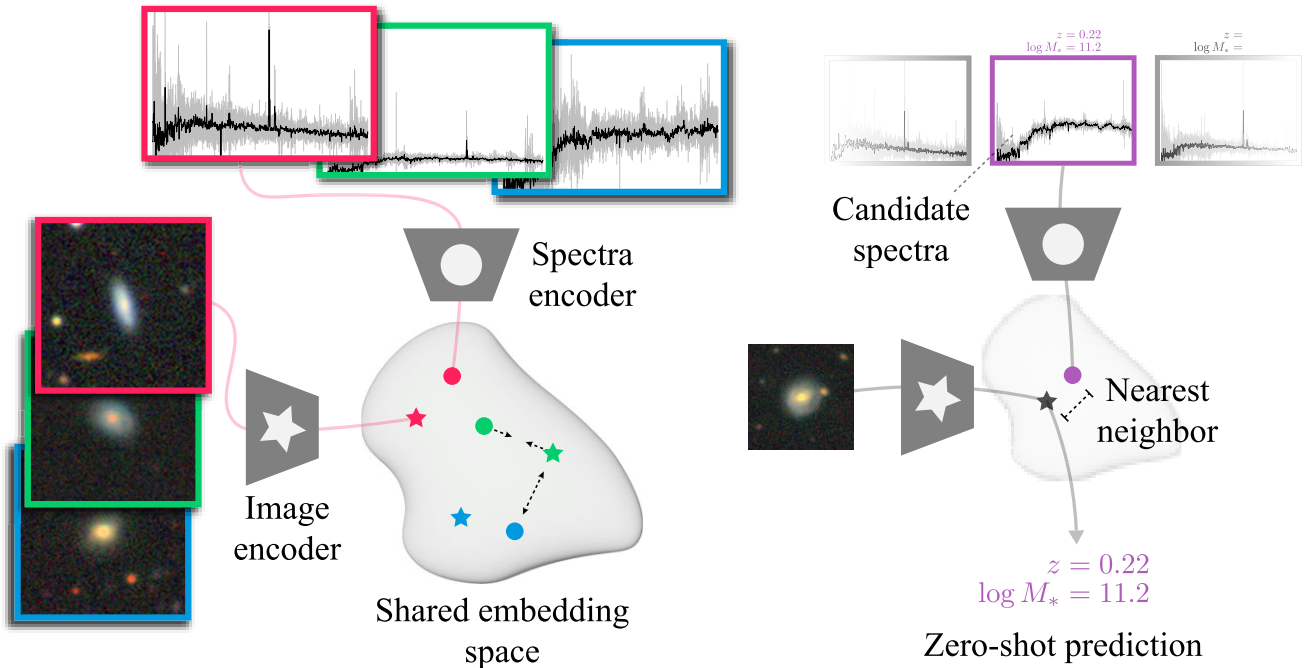 z = 0.22
log M* = 11.2
z =
log M* =
Spectra
encoder
Image
encoder
Shared embedding
space
Candidate
spectra
Nearest
neighbor
z = 0.22
log M* = 11.2
Zero-shot prediction